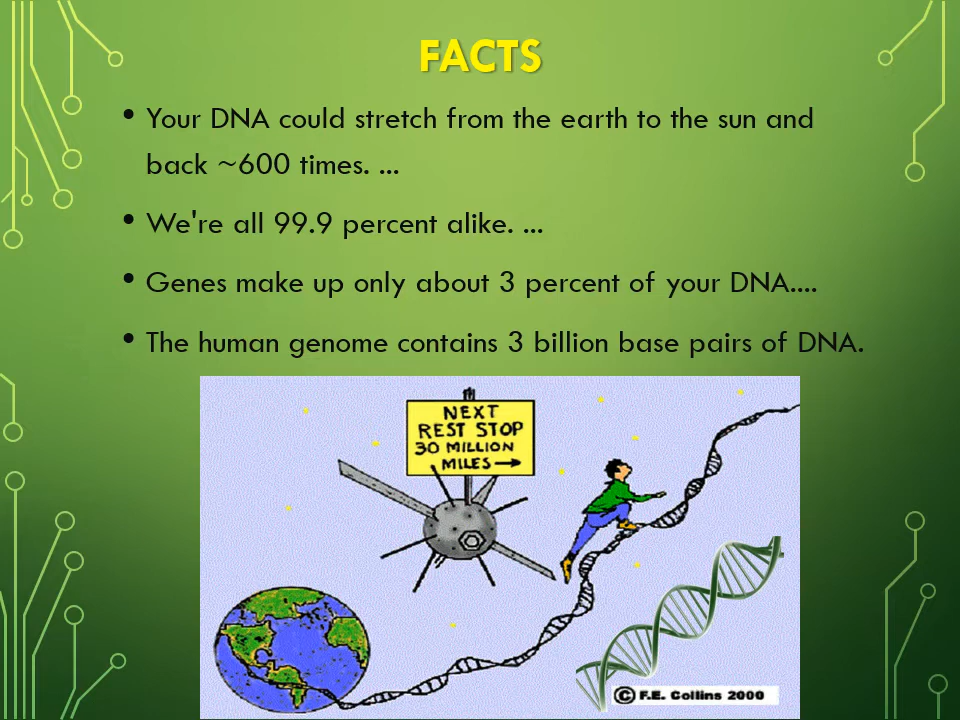 FACTS
• Your DNA could stretch from the earth to the sun and
back ~600 times. ...
• We're all 99.9 percent alike. ...
• Genes make up only about 3 percent of your DNA....
• The human genome contains 3 billion base pairs of DNA.
NEXT
REST STOP
30 MILLION
MILES →
© F.E. Collins 2000